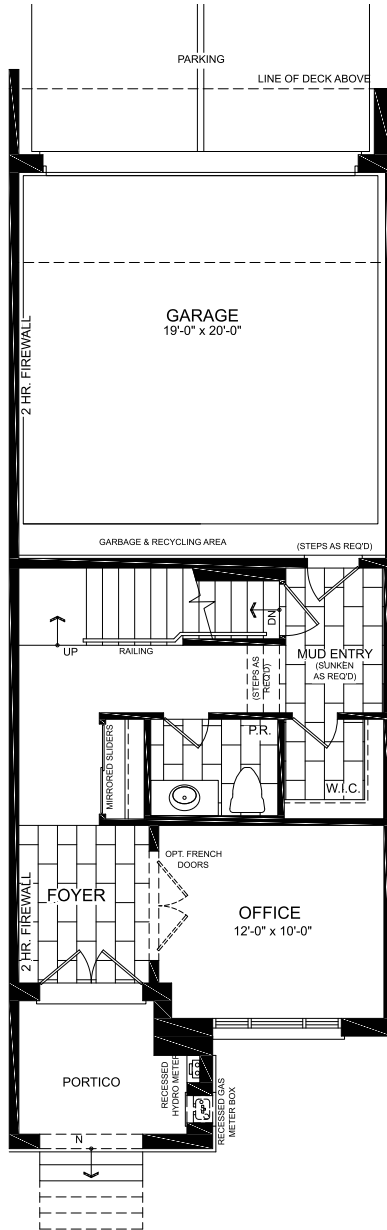 PARKING
LINE OF DECK ABOVE
2 HR. FIREWALL
GARAGE
19'-0" x 20'-0"
GARBAGE & RECYCLING AREA
(STEPS AS REQ'D)
UP
RAILING
DN
MUD ENTRY
(SUNKEN
AS REQ'D)
(STEPS AS
REQ'D)
MIRRORED SLIDERS
P.R.
W.I.C.
2 HR. FIREWALL
FOYER
OPT. FRENCH
DOORS
OFFICE
12'-0" x 10'-0"
PORTICO
RECESSED
HYDRO METER
RECESSED GAS
METER BOX
N